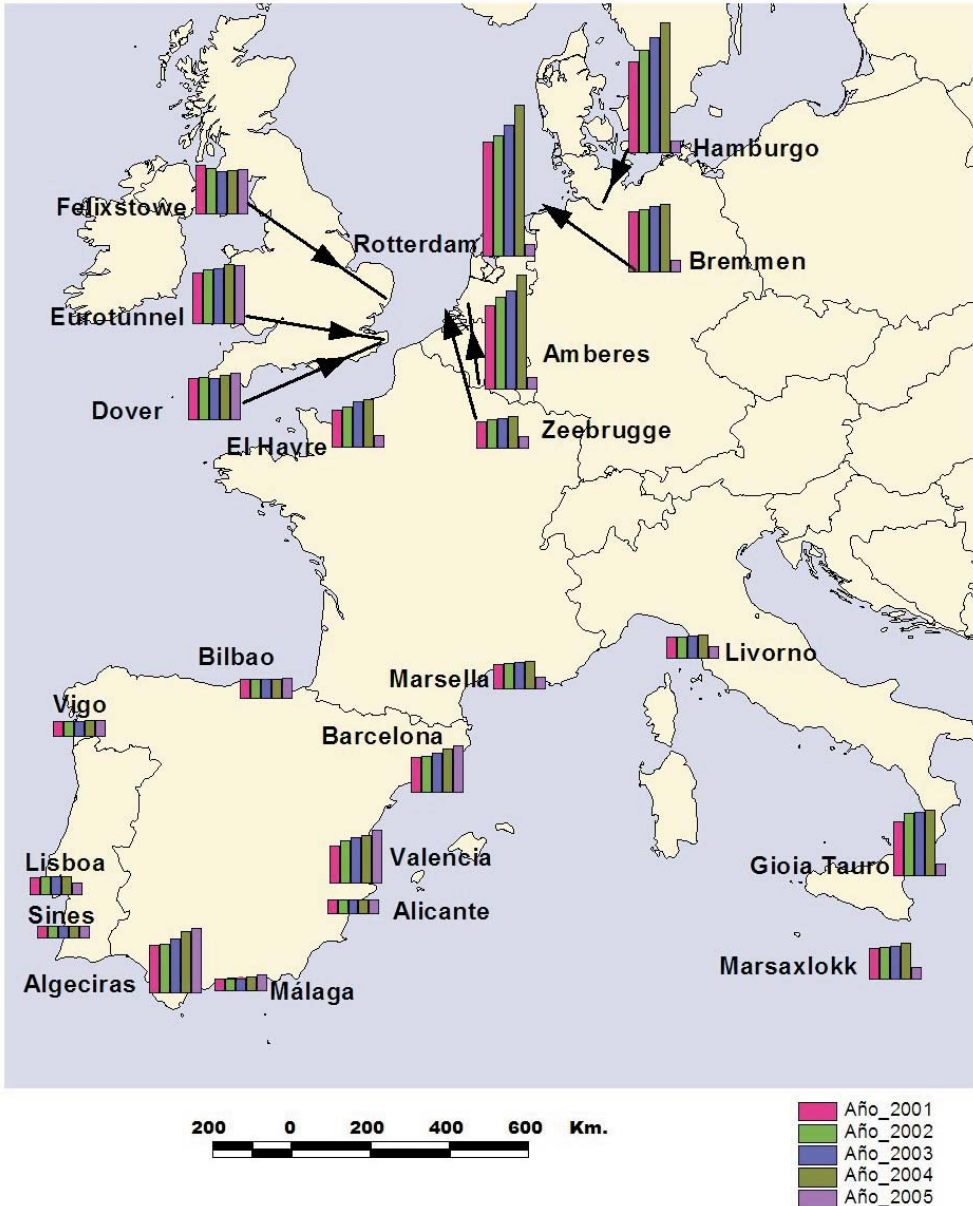 Hamburgo
Felixstowe
Rotterdam
Bremmen
Eurotunnel
Amberes
Dover
Zeebrugge
El Havre
Livorno
Bilbao
Marsella
Vigo
Barcelona
Valencia
Lisboa
Gioia Tauro
Alicante
Sines
Marsaxlokk
Algeciras
Málaga
200 0 200 400 600 Km.
Año_2001
Año_2002
Año_2003
Año_2004
Año_2005